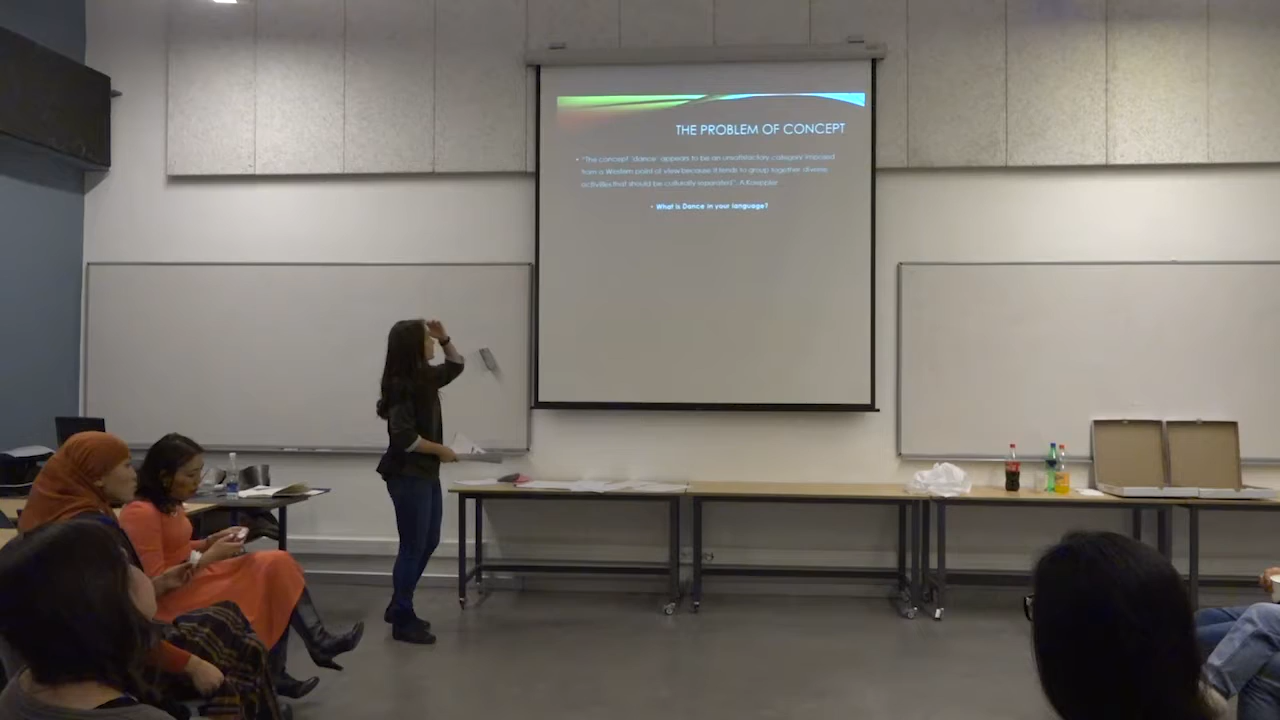 THE PROBLEM OF CONCEPT
• "The concept 'dance' appears to be an unsatisfactory category imposed
from a Western point of view because it tends to group together diverse
activities that should be culturally separated": A.Kaeppler
• What is Dance in your language?